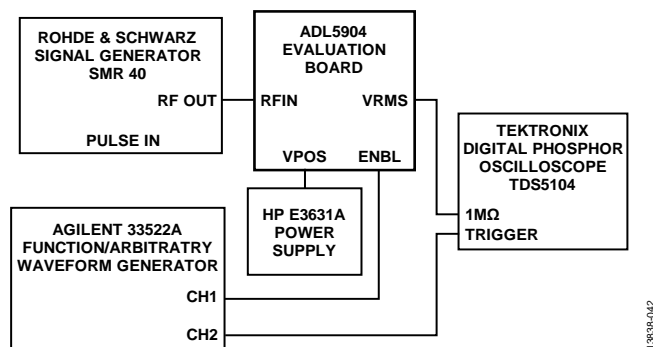 ROHDE & SCHWARZ
SIGNAL GENERATOR
SMR 40
RF OUT
PULSE IN
ADL5904
EVALUATION
BOARD
RFIN
VRMS
VPOS
ENBL
TEKTRONIX
DIGITAL PHOSPHOR
OSCILLOSCOPE
TDS5104
1MΩ
TRIGGER
HP E3631A
POWER
SUPPLY
AGILENT 33522A
FUNCTION/ARBITRATRY
WAVEFORM GENERATOR
CH1
CH2
13838-042